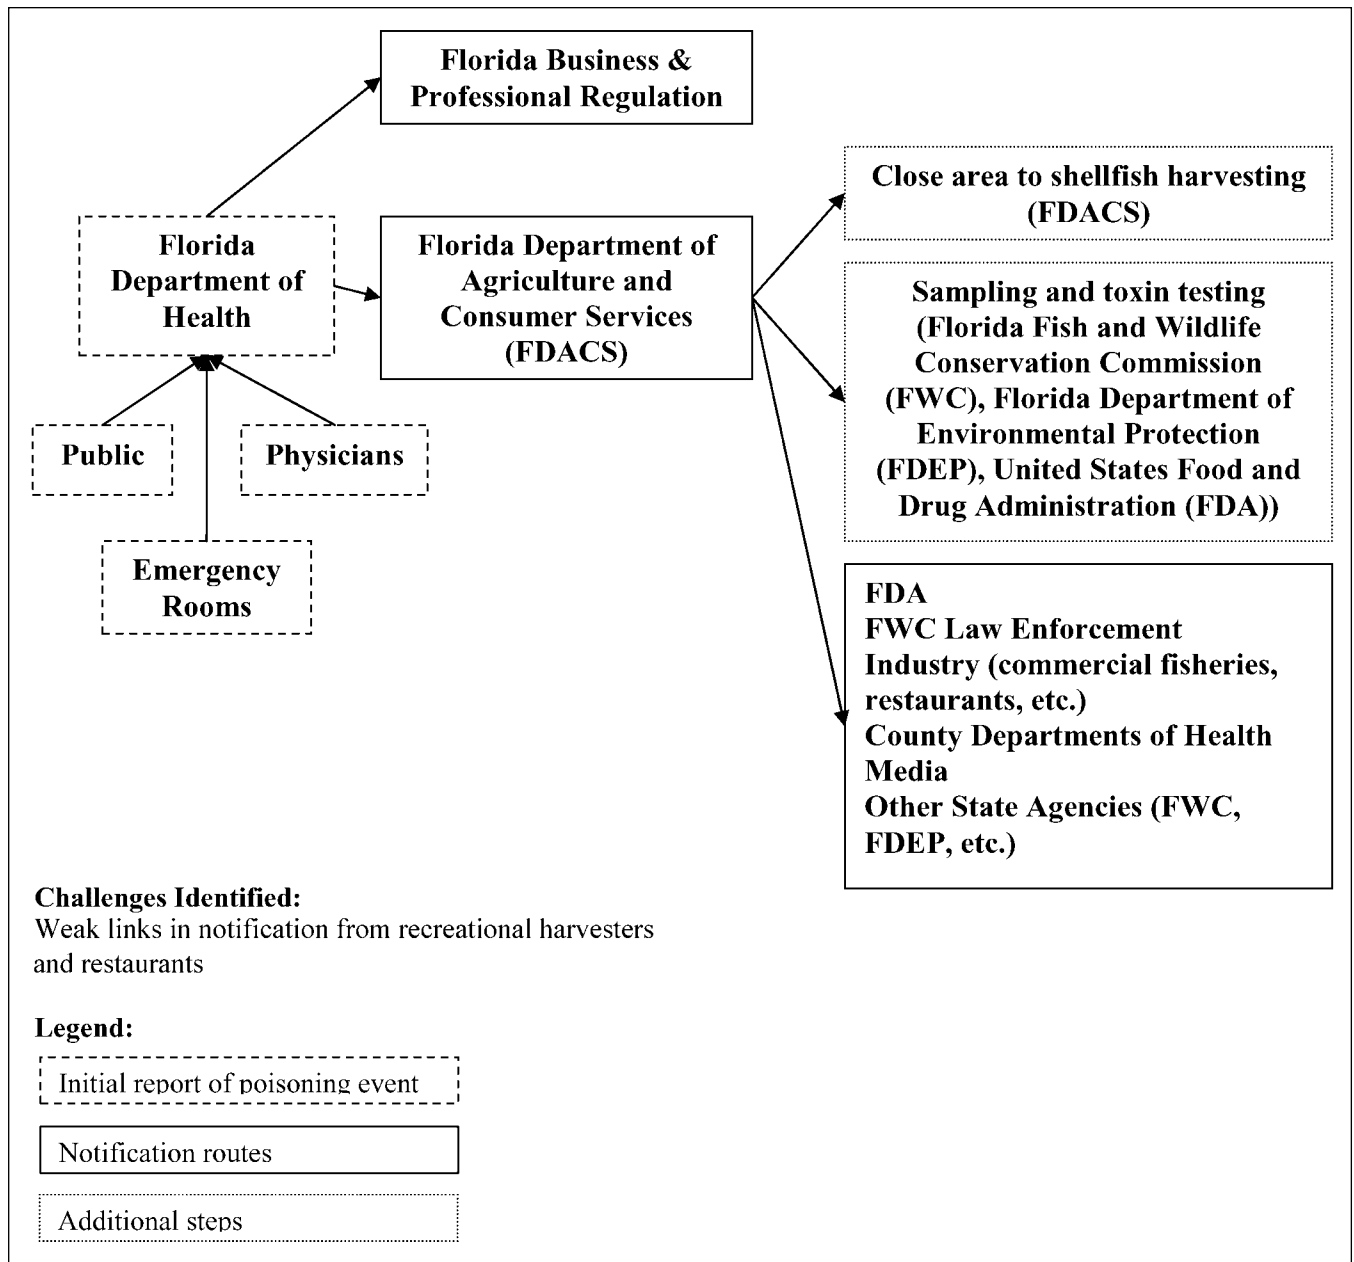 Florida Business &
Professional Regulation
Close area to shellfish harvesting
(FDACS)
Florida
Department of
Health
Florida Department of
Agriculture and
Consumer Services
(FDACS)
Sampling and toxin testing
(Florida Fish and Wildlife
Conservation Commission
(FWC), Florida Department of
Environmental Protection
(FDEP), United States Food and
Drug Administration (FDA))
Public
Physicians
Emergency
Rooms
FDA
FWC Law Enforcement
Industry (commercial fisheries,
restaurants, etc.)
County Departments of Health
Media
Other State Agencies (FWC,
FDEP, etc.)
Challenges Identified:
Weak links in notification from recreational harvesters
and restaurants
Legend:
Initial report of poisoning event
Notification routes
Additional steps